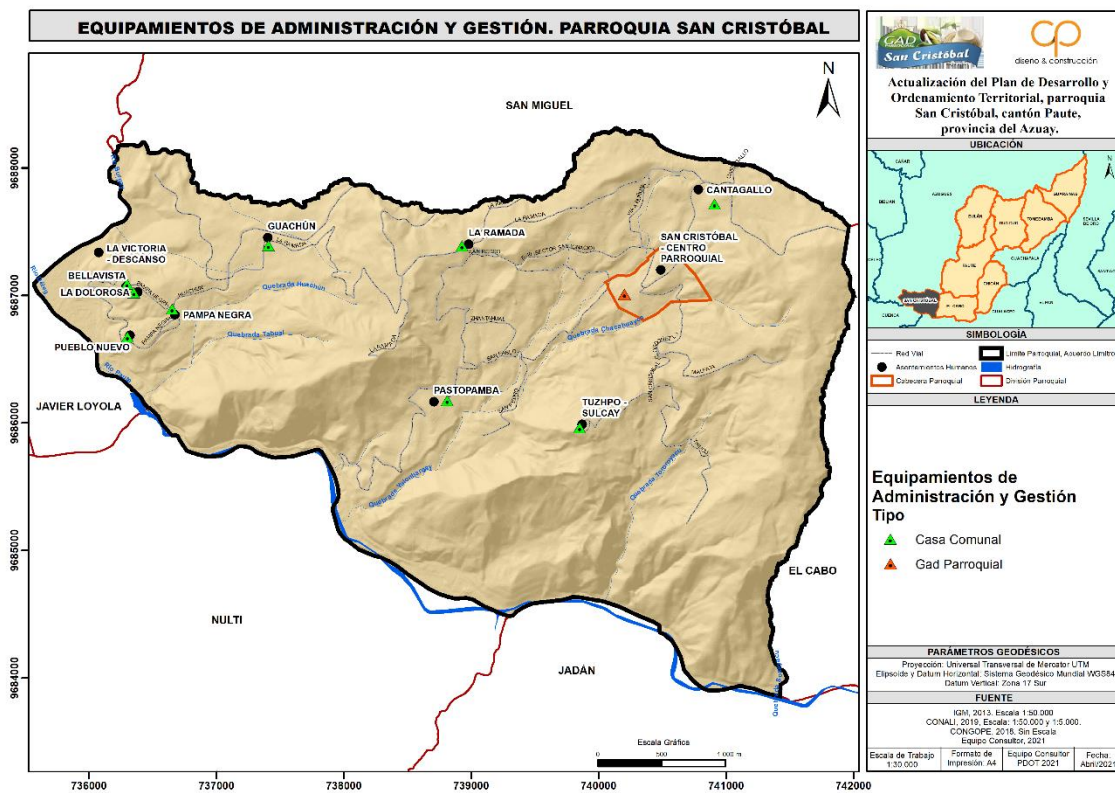 EQUIPAMIENTOS DE ADMINISTRACIÓN Y GESTIÓN. PARROQUIA SAN CRISTÓBAL
N
SAN MIGUEL
CANTAGALLO
GUACHÚN
LA RAMADA
SAN CRISTÓBAL
- CENTRO
PARROQUIAL
LA VICTORIA
- DESCANSO
BELLAVISTA
LA DOLOROSA
PAMPA NEGRA
PUEBLO NUEVO
Quebrada Huashún
PASTOPAMBA
TUZHPO -
SULCAY
JAVIER LOYOLA
NULTI
JADÁN
EL CABO
Escala Gráfica
0 500 1.000 m
736000 737000 738000 739000 740000 741000 742000
9688000
9687000
9686000
9685000
9684000
GAD
San Cristóbal
cp
diseno & construcción
Actualización del Plan de Desarrollo y
Ordenamiento Territorial, parroquia
San Cristóbal, cantón Paute,
provincia del Azuay.
UBICACIÓN
SIMBOLOGÍA
Red Vial
Límite Parroquial, Acuerdo Limitro
Asentamientos Humanos
Hidrografía
Cabecera Parroquial
División Parroquial
LEYENDA
Equipamientos de
Administración y Gestión
Tipo
Casa Comunal
Gad Parroquial
PARÁMETROS GEODÉSICOS
Proyección: Universal Transversal de Mercator UTM
Elipsoide y Datum Horizontal: Sistema Geodésico Mundial WGS84
Datum Vertical: Zona 17 Sur
FUENTE
IGM, 2013. Escala 1:50.000
CONALI, 2019, Escala: 1:50.000 y 1:5.000.
CONGOPE, 2018. Sin Escala
Equipo Consultor, 2021
Escala de Trabajo
1:30.000
Formato de
Impresión: A4
Equipo Consultor
PDOT 2021
Fecha:
Abril/2021